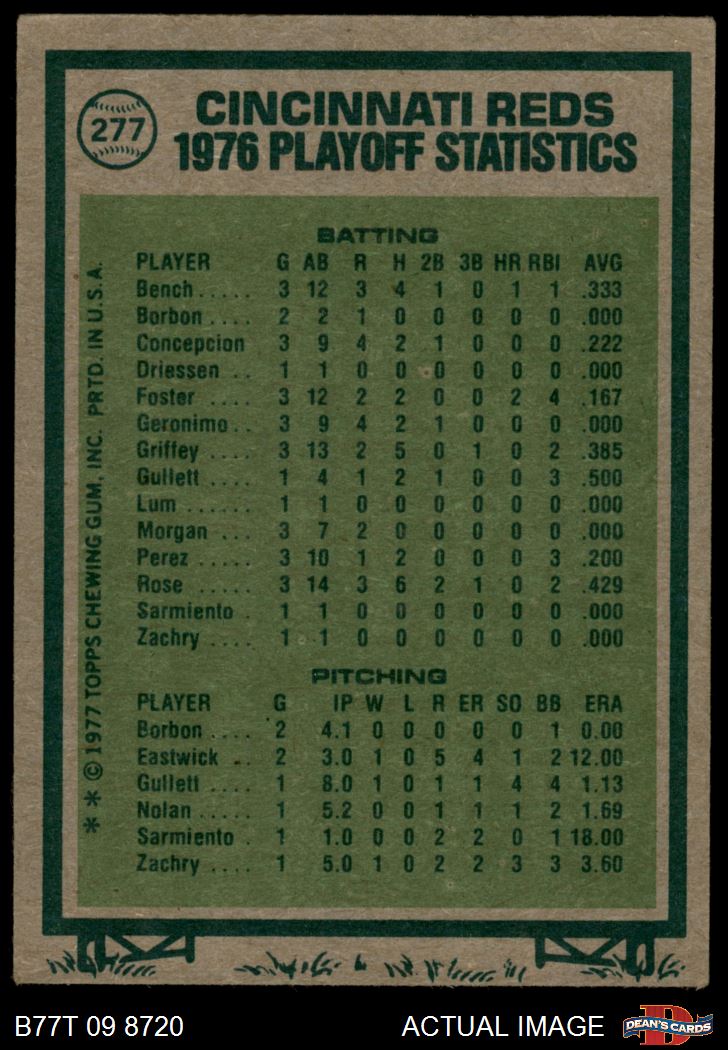 277
CINCINNATI REDS
1976 PLAYOFF STATISTICS
BATTING
PLAYER G AB R H 2B 3B HR RBI AVG
Bench ..... 3 12 3 4 1 0 1 1 .333
Borbon .... 2 2 1 0 0 0 0 0 .000
Concepcion 3 9 4 2 1 0 0 0 .222
Driessen .. 1 1 0 0 0 0 0 0 .000
Foster .... 3 12 2 2 0 0 2 4 .167
Geronimo .. 3 9 4 2 1 0 0 0 .000
Griffey .... 3 13 2 5 0 1 0 2 .385
Gullett .... 1 4 1 2 1 0 0 3 .500
Lum ...... 1 1 0 0 0 0 0 0 .000
Morgan ... 3 7 2 0 0 0 0 0 .000
Perez .... 3 10 1 2 0 0 0 3 .200
Rose ..... 3 14 3 6 2 1 0 2 .429
Sarmiento . 1 1 0 0 0 0 0 0 .000
Zachry .... 1 1 0 0 0 0 0 0 .000
PITCHING
PLAYER G IP W L R ER SO BB ERA
Borbon .... 2 4.1 0 0 0 0 0 1 0.00
Eastwick .. 2 3.0 1 0 5 4 1 2 12.00
Gullett .... 1 8.0 1 0 1 1 4 4 1.13
Nolan .... 1 5.2 0 0 1 1 1 2 1.69
Sarmiento . 1 1.0 0 0 2 2 0 1 18.00
Zachry .... 1 5.0 1 0 2 2 3 3 3.60
** © 1977 TOPPS CHEWING GUM, INC. PRTD. IN U.S.A.
B77T 09 8720 ACTUAL IMAGE
D
DEAN'S CARDS